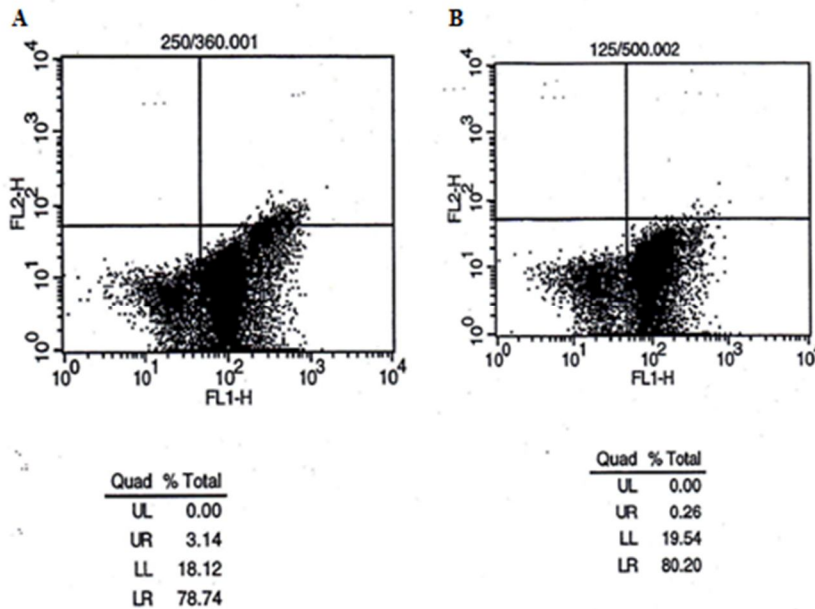 A
250/360.001
10^4
10^3
10^2
10^1
10^0
FL2-H
10^0 10^1 10^2 10^3 10^4
FL1-H
Quad % Total
UL 0.00
UR 3.14
LL 18.12
LR 78.74
B
125/500.002
10^4
10^3
10^2
10^1
10^0
FL2-H
10^0 10^1 10^2 10^3 10^4
FL1-H
Quad % Total
UL 0.00
UR 0.26
LL 19.54
LR 80.20